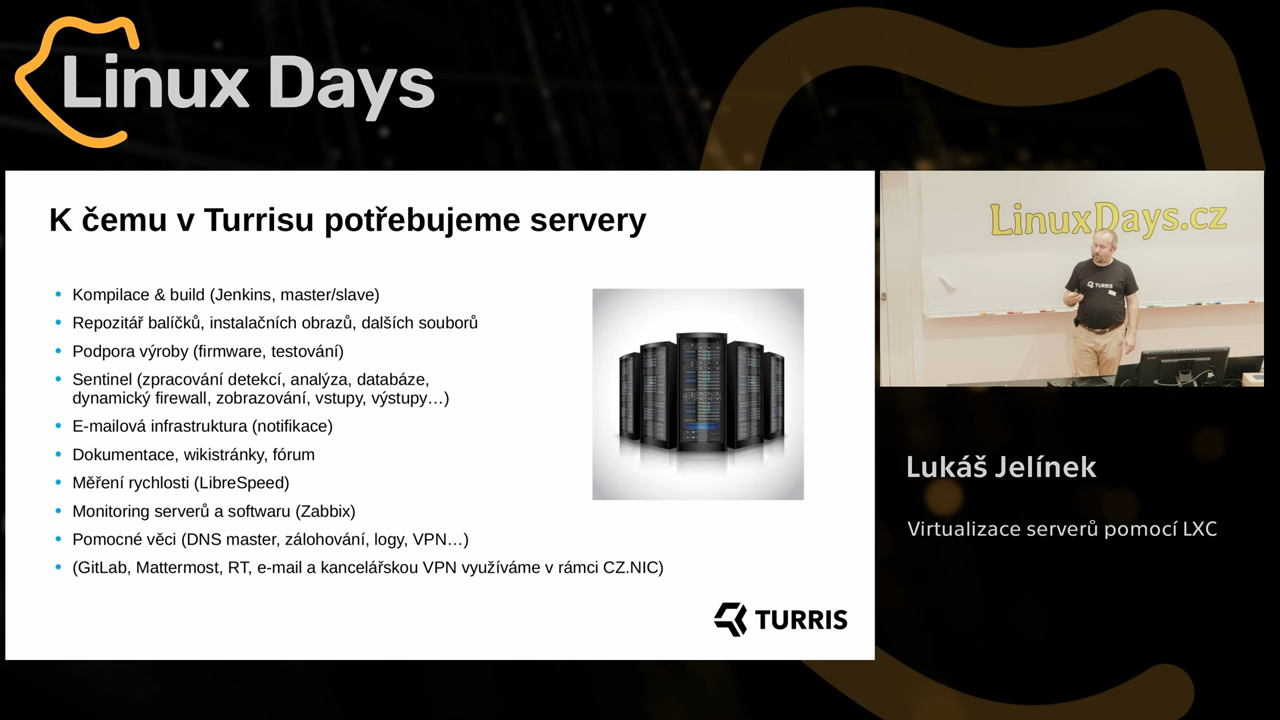 Linux Days
K čemu v Turrisu potřebujeme servery
Kompilace & build (Jenkins, master/slave)
Repozitář balíčků, instalačních obrazů, dalších souborů
Podpora výroby (firmware, testování)
Sentinel (zpracování detekcí, analýza, databáze,
dynamický firewall, zobrazování, vstupy, výstupy…)
E-mailová infrastruktura (notifikace)
Dokumentace, wikistránky, fórum
Měření rychlosti (LibreSpeed)
Monitoring serverů a softwaru (Zabbix)
Pomocné věci (DNS master, zálohování, logy, VPN…)
(GitLab, Mattermost, RT, e-mail a kancelářskou VPN využíváme v rámci CZ.NIC)
TURRIS
LinuxDays.cz
TURRIS
Lukáš Jelínek
Virtualizace serverů pomocí LXC